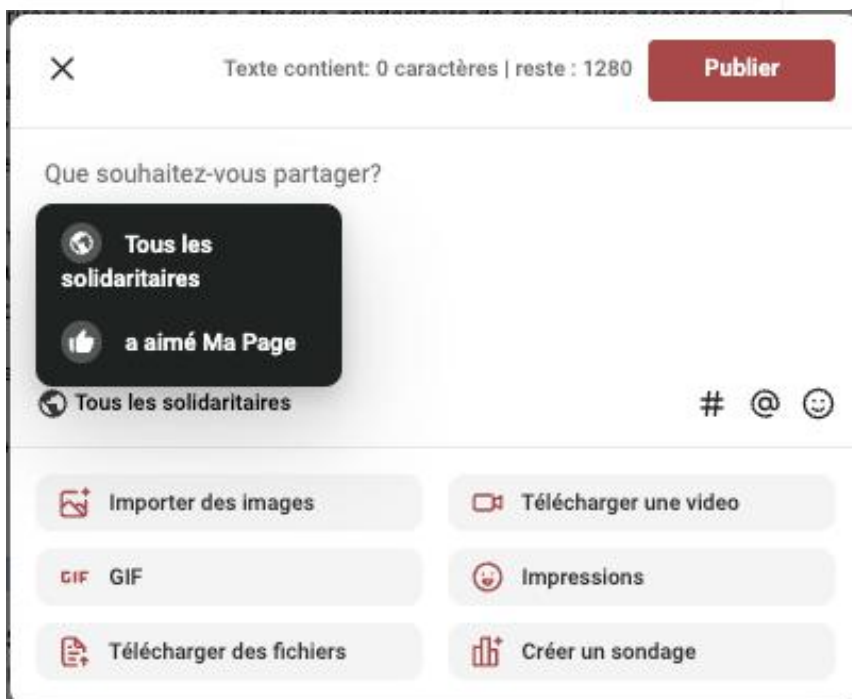 Texte contient: 0 caractères | reste : 1280
Publier
Que souhaitez-vous partager?
Tous les
solidaritaires
a aimé Ma Page
Tous les solidaritaires
# @
Importer des images
Télécharger une video
GIF GIF
Impressions
Télécharger des fichiers
Créer un sondage